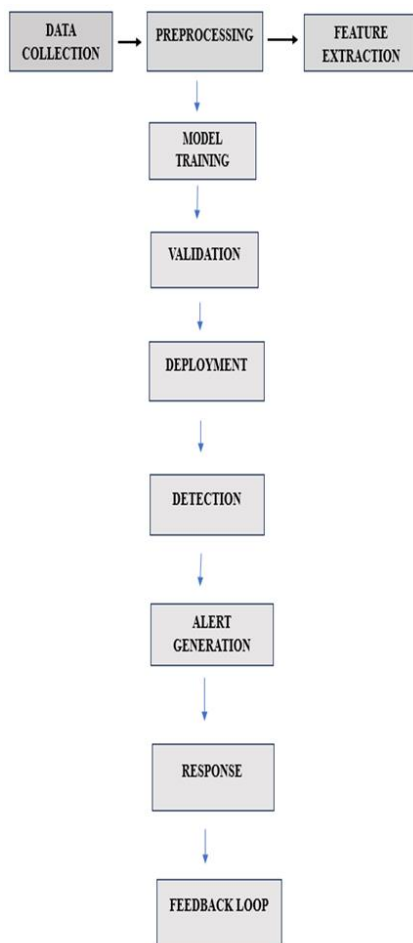 DATA
COLLECTION
PREPROCESSING
FEATURE
EXTRACTION
MODEL
TRAINING
VALIDATION
DEPLOYMENT
DETECTION
ALERT
GENERATION
RESPONSE
FEEDBACK LOOP